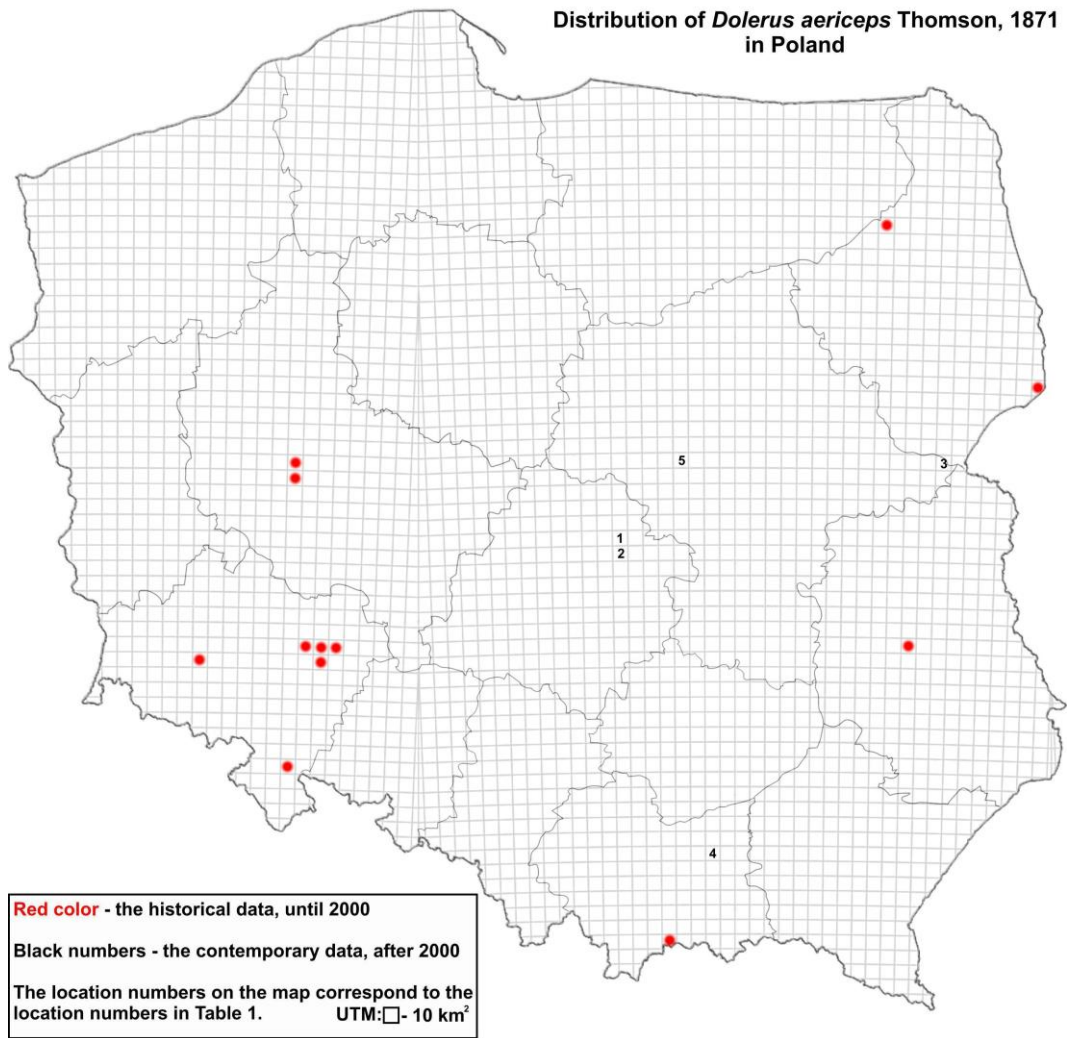 Distribution of Dolerus aericeps Thomson, 1871
in Poland
5
3
1
2
4
Red color - the historical data, until 2000
Black numbers - the contemporary data, after 2000
The location numbers on the map correspond to the
location numbers in Table 1. UTM:□- 10 km²